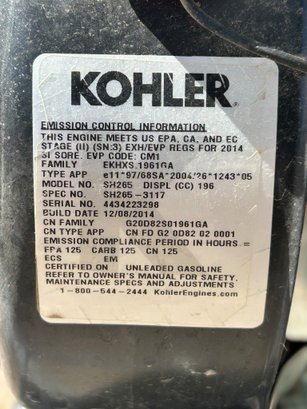 KOHLER®
EMISSION CONTROL INFORMATION
THIS ENGINE MEETS US EPA, CA, AND EC
STAGE (II) (SN:3) EXH/EVP REGS FOR 2014
SI SORE. EVP CODE: CM1
FAMILY EKHXS.1961GA
TYPE APP e11*97/68SA*2004/26*1243*05
MODEL NO. SH265 DISPL (CC) 196
SPEC NO. SH265-3117
SERIAL NO. 4434223298
BUILD DATE 12/08/2014
CN FAMILY G20D82S01961GA
CN TYPE APP CN FD G2 0D82 02 0001
EMISSION COMPLIANCE PERIOD IN HOURS =
EPA 125 CARB 125 CN 125
ECS EM
CERTIFIED ON UNLEADED GASOLINE
REFER TO OWNER'S MANUAL FOR SAFETY,
MAINTENANCE SPECS AND ADJUSTMENTS
1-800-544-2444 KohlerEngines.com